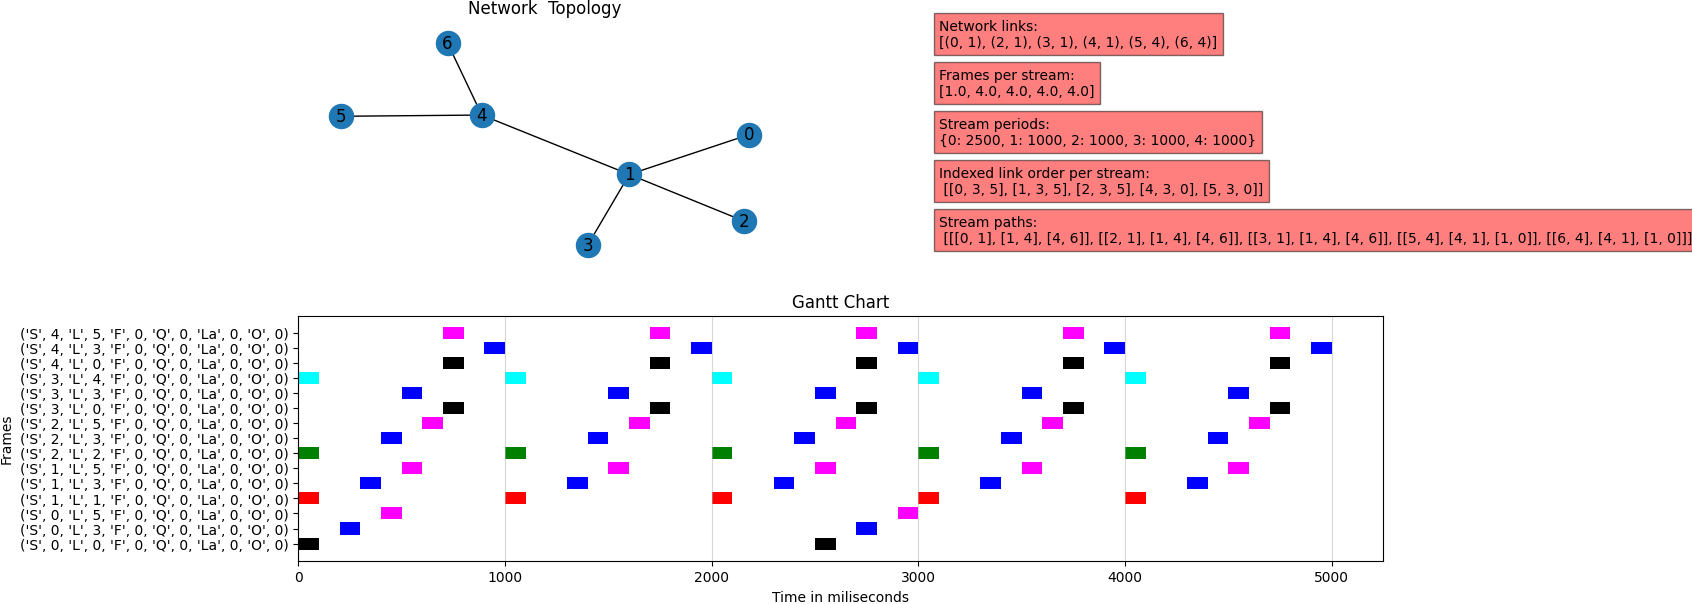 Network  Topology
6
5
4
0
1
2
3
Network links:
[(0, 1), (2, 1), (3, 1), (4, 1), (5, 4), (6, 4)]
Frames per stream:
[1.0, 4.0, 4.0, 4.0, 4.0]
Stream periods:
{0: 2500, 1: 1000, 2: 1000, 3: 1000, 4: 1000}
Indexed link order per stream:
[[0, 3, 5], [1, 3, 5], [2, 3, 5], [4, 3, 0], [5, 3, 0]]
Stream paths:
[[[0, 1], [1, 4], [4, 6]], [[2, 1], [1, 4], [4, 6]], [[3, 1], [1, 4], [4, 6]], [[5, 4], [4, 1], [1, 0]], [[6, 4], [4, 1], [1, 0]]]
Gantt Chart
Frames
('S', 4, 'L', 5, 'F', 0, 'Q', 0, 'La', 0, 'O', 0)
('S', 4, 'L', 3, 'F', 0, 'Q', 0, 'La', 0, 'O', 0)
('S', 4, 'L', 0, 'F', 0, 'Q', 0, 'La', 0, 'O', 0)
('S', 3, 'L', 4, 'F', 0, 'Q', 0, 'La', 0, 'O', 0)
('S', 3, 'L', 3, 'F', 0, 'Q', 0, 'La', 0, 'O', 0)
('S', 3, 'L', 0, 'F', 0, 'Q', 0, 'La', 0, 'O', 0)
('S', 2, 'L', 5, 'F', 0, 'Q', 0, 'La', 0, 'O', 0)
('S', 2, 'L', 3, 'F', 0, 'Q', 0, 'La', 0, 'O', 0)
('S', 2, 'L', 2, 'F', 0, 'Q', 0, 'La', 0, 'O', 0)
('S', 1, 'L', 5, 'F', 0, 'Q', 0, 'La', 0, 'O', 0)
('S', 1, 'L', 3, 'F', 0, 'Q', 0, 'La', 0, 'O', 0)
('S', 1, 'L', 1, 'F', 0, 'Q', 0, 'La', 0, 'O', 0)
('S', 0, 'L', 5, 'F', 0, 'Q', 0, 'La', 0, 'O', 0)
('S', 0, 'L', 3, 'F', 0, 'Q', 0, 'La', 0, 'O', 0)
('S', 0, 'L', 0, 'F', 0, 'Q', 0, 'La', 0, 'O', 0)
0 1000 2000 3000 4000 5000
Time in miliseconds